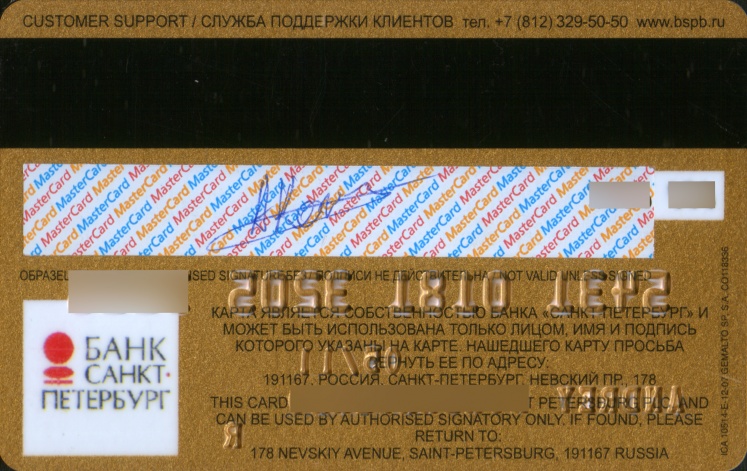 CUSTOMER SUPPORT / СЛУЖБА ПОДДЕРЖКИ КЛИЕНТОВ тел. +7 (812) 329-50-50 www.bspb.ru
MasterCard MasterCard MasterCard
НЕ ДЕЙСТВИТЕЛЬНА / NOT VALID UNLESS SIGNED
КАРТА ЯВЛЯЕТСЯ СОБСТВЕННОСТЬЮ БАНКА «САНКТ-ПЕТЕРБУРГ» И
МОЖЕТ БЫТЬ ИСПОЛЬЗОВАНА ТОЛЬКО ЛИЦОМ, ИМЯ И ПОДПИСЬ
КОТОРОГО УКАЗАНЫ НА КАРТЕ. НАШЕДШЕГО КАРТУ ПРОСЬБА
ВЕРНУТЬ ЕЕ ПО АДРЕСУ:
191167. РОССИЯ. САНКТ-ПЕТЕРБУРГ НЕВСКИЙ ПР., 178
THIS CARD PETERSBURG AND
CAN BE USED BY AUTHORISED SIGNATORY ONLY. IF FOUND, PLEASE
RETURN TO:
178 NEVSKIY AVENUE, SAINT-PETERSBURG, 191167 RUSSIA
БАНК
САНКТ-
ПЕТЕРБУРГ